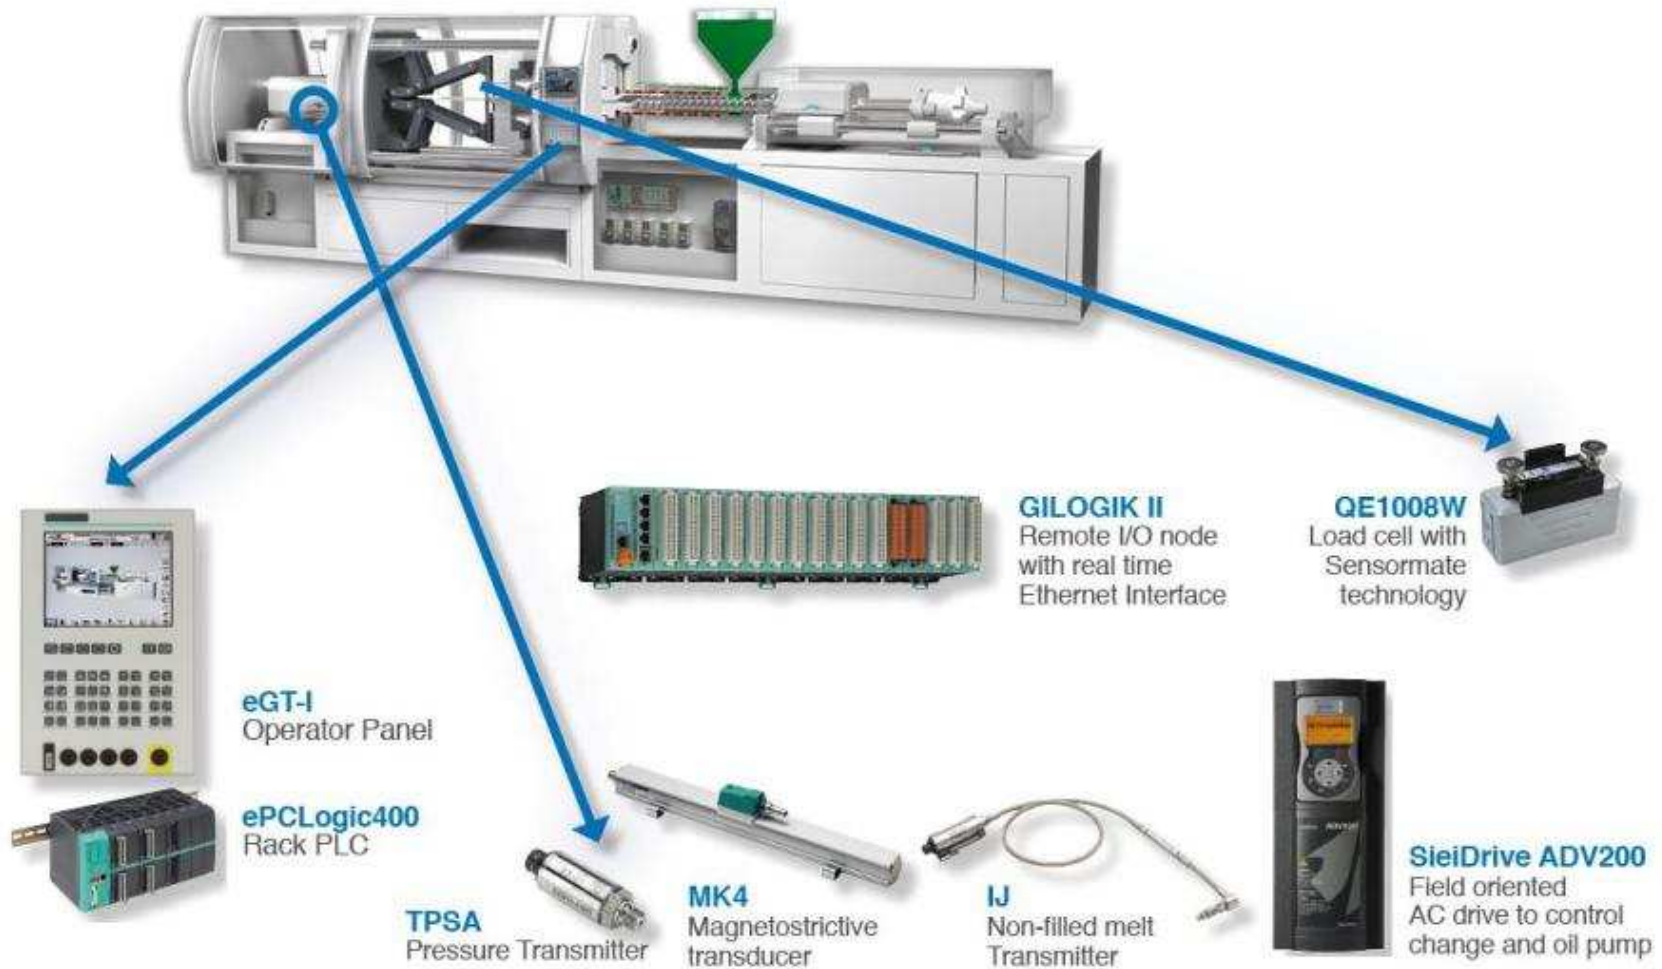 GILOGIK II
Remote I/O node
with real time
Ethernet Interface
QE1008W
Load cell with
Sensormate
technology
eGT-I
Operator Panel
ePCLogic400
Rack PLC
TPSA
Pressure Transmitter
MK4
Magnetostrictive
transducer
IJ
Non-filled melt
Transmitter
SieiDrive ADV200
Field oriented
AC drive to control
change and oil pump